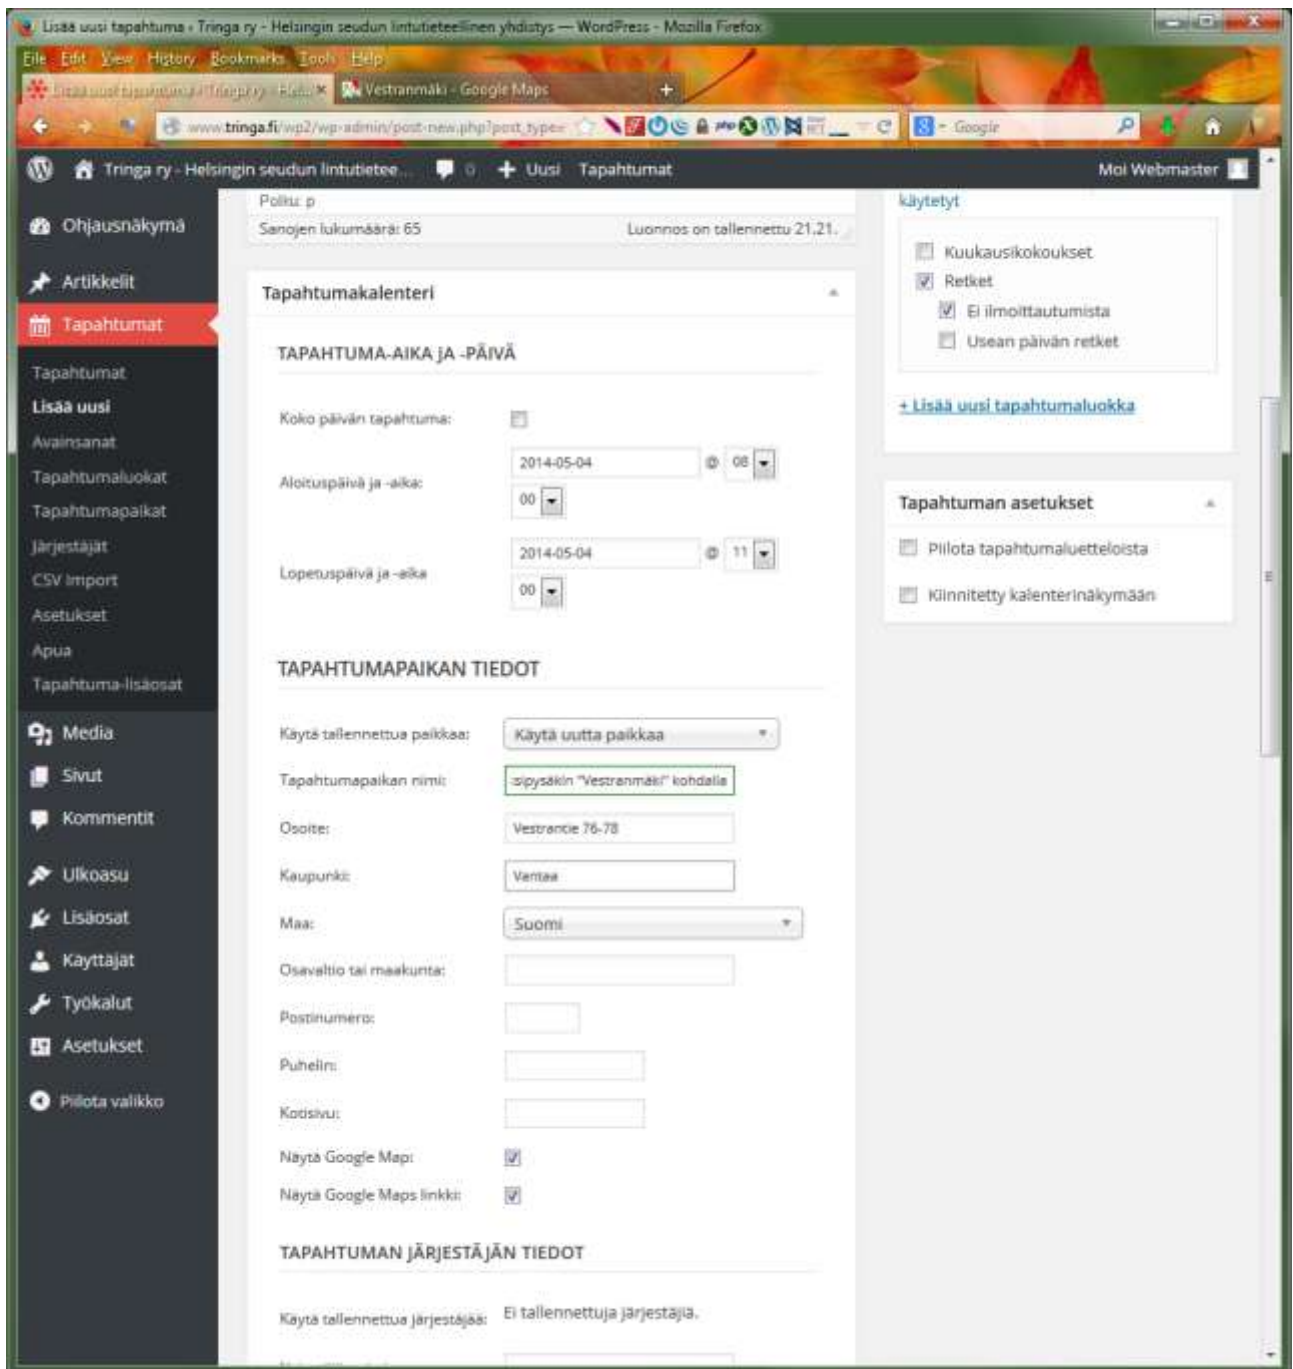 Lisää uusi tapahtuma ‹ Tringa ry - Helsingin seudun lintutieteellinen yhdistys — WordPress - Mozilla Firefox
File Edit View History Bookmarks Tools Help
Lisää uusi tapahtuma ‹ Tringa ry - Hels... × Vestranmäki - Google Maps +
www.tringa.fi/wp2/wp-admin/post-new.php?post_type= Google
Tringa ry - Helsingin seudun lintutietee... 0 + Uusi Tapahtumat Moi Webmaster
Ohjausnäkymä
Artikkelit
Tapahtumat
Tapahtumat
Lisää uusi
Avainsanat
Tapahtumaluokat
Tapahtumapaikat
Järjestäjät
CSV Import
Asetukset
Apua
Tapahtuma-lisäosat
Media
Sivut
Kommentit
Ulkoasu
Lisäosat
Käyttäjät
Työkalut
Asetukset
Piilota valikko
Polku: p
Sanojen lukumäärä: 65 Luonnos on tallennettu 21.21.
Tapahtumakalenteri
TAPAHTUMA-AIKA JA -PÄIVÄ
Koko päivän tapahtuma:
Aloituspäivä ja -aika: 2014-05-04 @ 08
00
Lopetuspäivä ja -aika 2014-05-04 @ 11
00
TAPAHTUMAPAIKAN TIEDOT
Käytä tallennettua paikkaa: Käytä uutta paikkaa
Tapahtumapaikan nimi: sipysäkin "Vestranmäki" kohdalla
Osoite: Vestrantie 76-78
Kaupunki: Vantaa
Maa: Suomi
Osavaltio tai maakunta:
Postinumero:
Puhelin:
Kotisivu:
Näytä Google Map:
Näytä Google Maps linkki:
TAPAHTUMAN JÄRJESTÄJÄN TIEDOT
Käytä tallennettua järjestäjää: Ei tallennettuja järjestäjiä.
käytetyt
Kuukausikokoukset
Retket
Ei ilmoittautumista
Usean päivän retket
+ Lisää uusi tapahtumaluokka
Tapahtuman asetukset
Piilota tapahtumaluetteloista
Kiinnitetty kalenterinäkymään